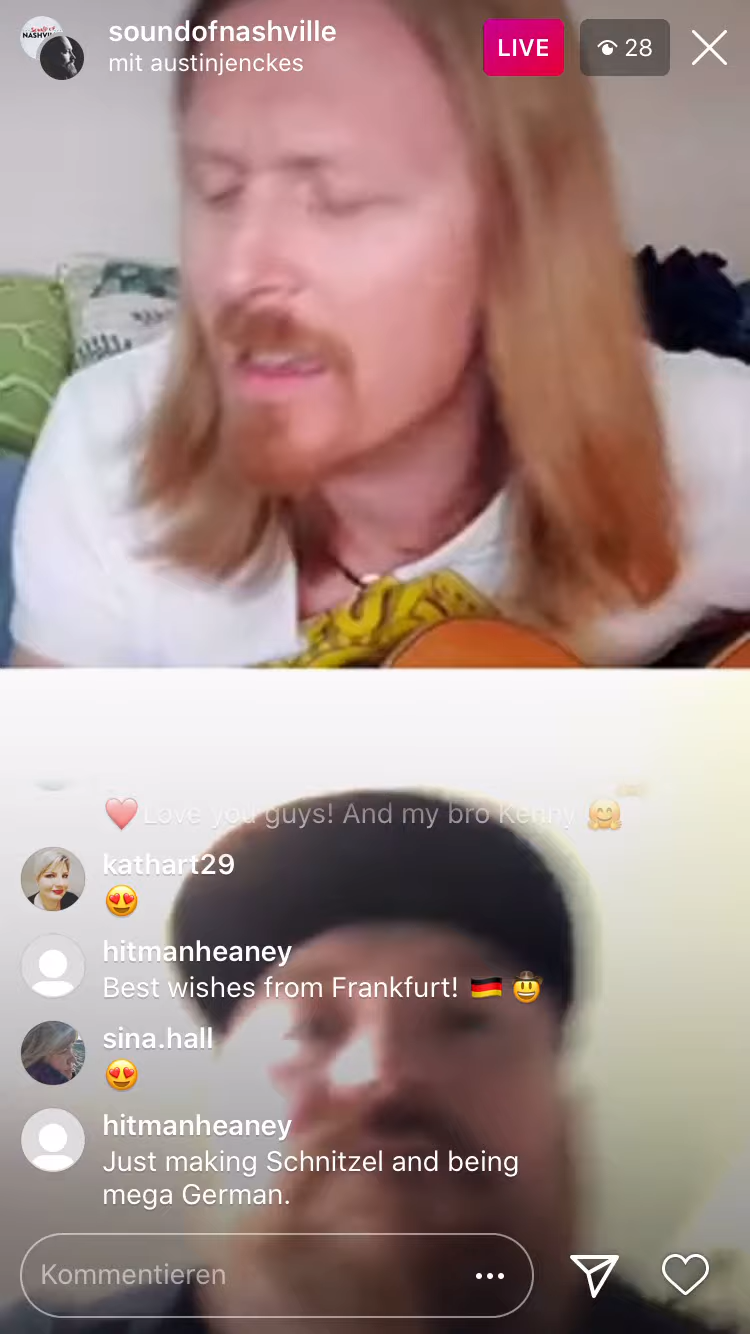 soundofnashville
mit austinjenckes
LIVE
28
❤️Love you guys! And my bro Kenny 🤗
kathart29
😍
hitmanheaney
Best wishes from Frankfurt! 🇩🇪 🤠
sina.hall
😍
hitmanheaney
Just making Schnitzel and being
mega German.
Kommentieren